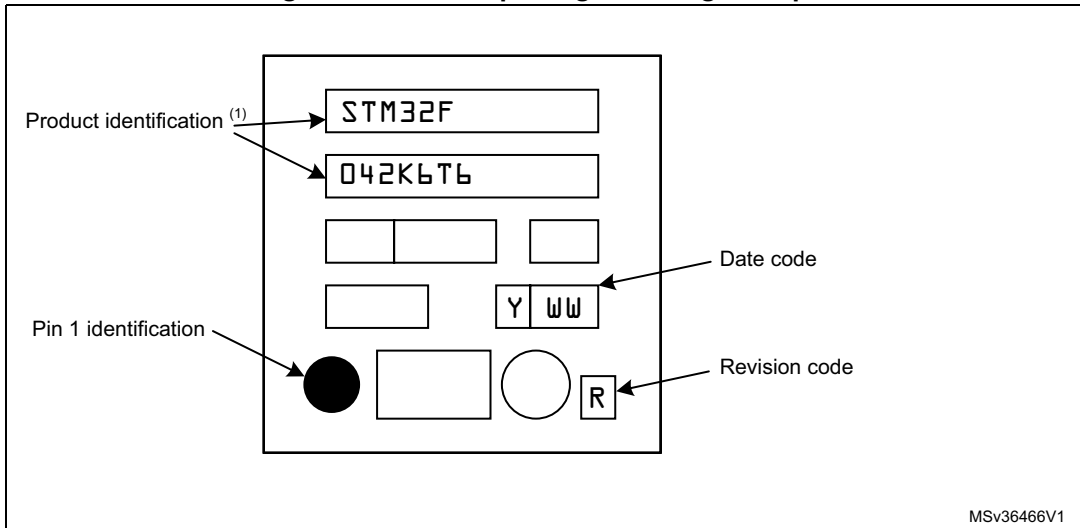 STM32F
Product identification (1)
042K6T6
Date code
Y WW
Pin 1 identification
Revision code
R
MSv36466V1